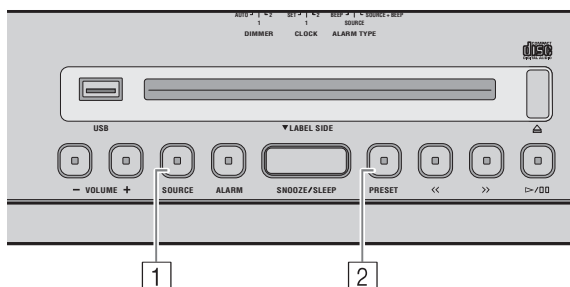 AUTO 2 SET 2 BEEP SOURCE+BEEP
1 1 SOURCE
DIMMER CLOCK ALARM TYPE
COMPACT
disc
DIGITAL AUDIO
USB ▼LABEL SIDE
− VOLUME + SOURCE ALARM SNOOZE/SLEEP PRESET << >>
1 2